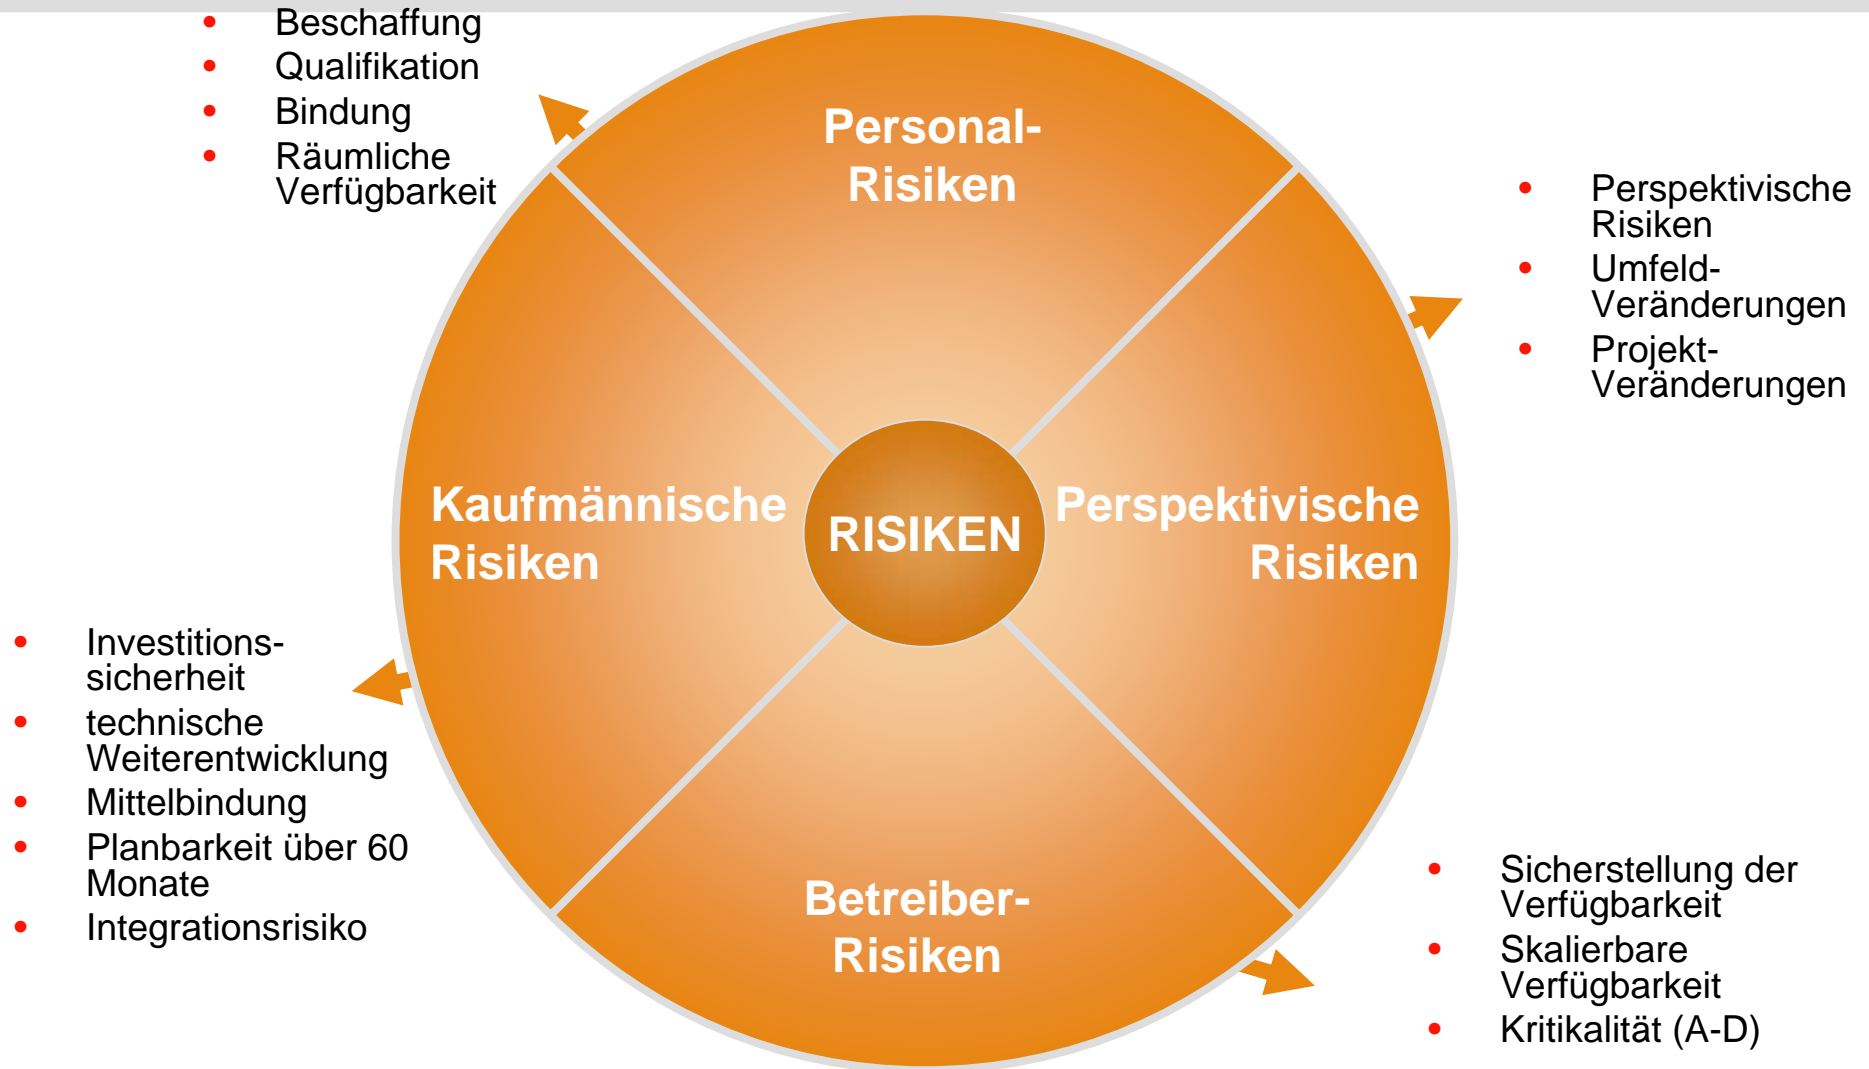 Beschaffung
Qualifikation
Bindung
Räumliche
Verfügbarkeit
Personal-
Risiken
Perspektivische
Risiken
Umfeld-
Veränderungen
Projekt-
Veränderungen
Kaufmännische
Risiken
RISIKEN
Perspektivische
Risiken
Investitions-
sicherheit
technische
Weiterentwicklung
Mittelbindung
Planbarkeit über 60
Monate
Integrationsrisiko
Betreiber-
Risiken
Sicherstellung der
Verfügbarkeit
Skalierbare
Verfügbarkeit
Kritikalität (A-D)